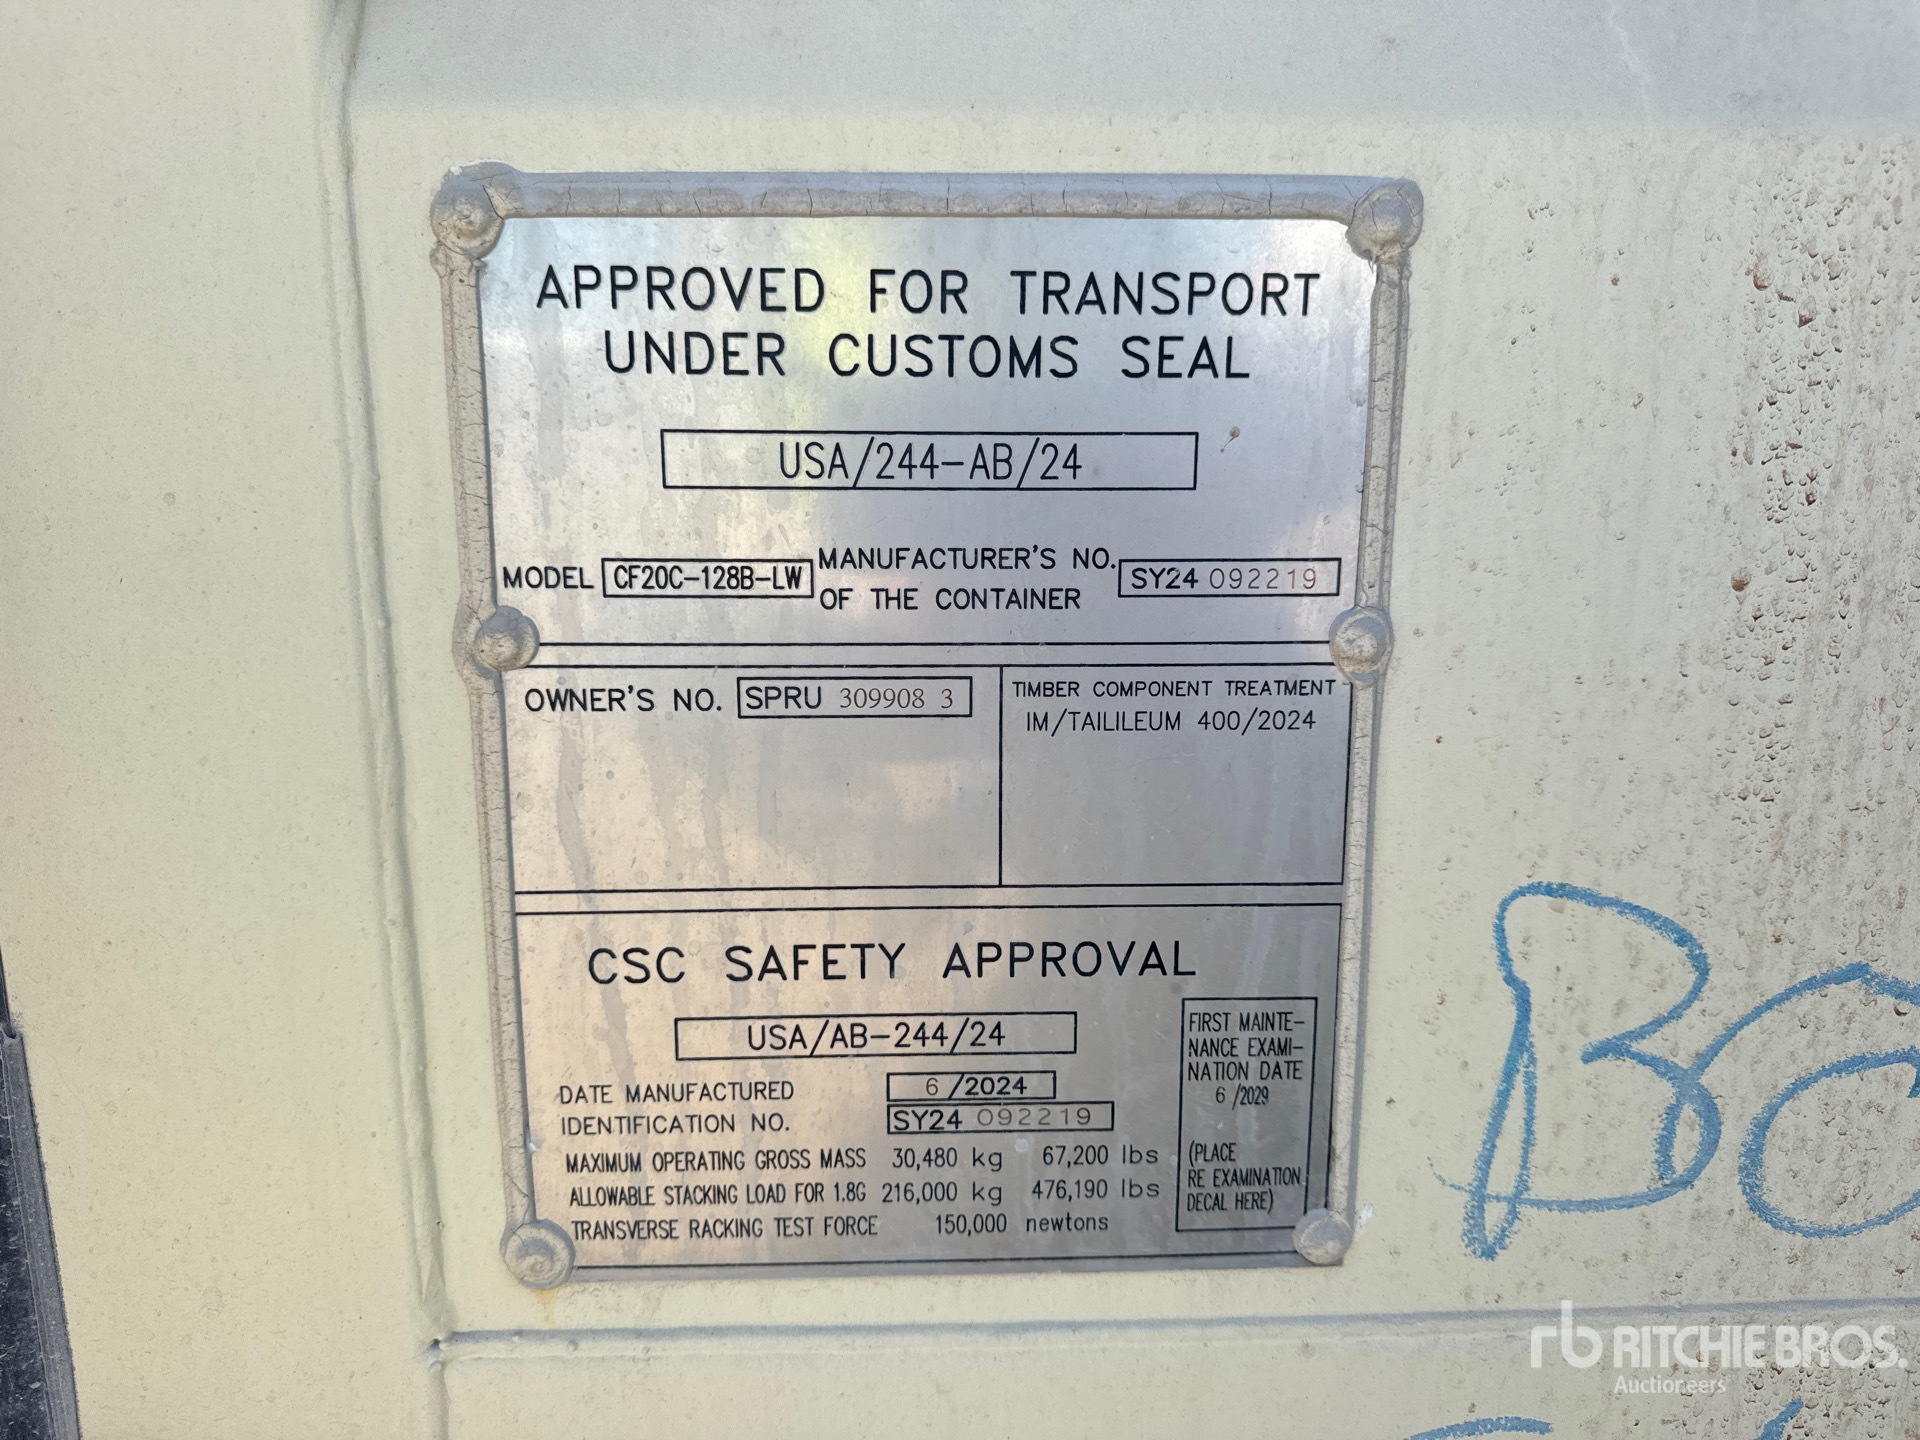 APPROVED FOR TRANSPORT
UNDER CUSTOMS SEAL
USA/244-AB/24
MODEL CF20C-128B-LW MANUFACTURER'S NO. OF THE CONTAINER SY24 092219
OWNER'S NO. SPRU 309908 3
TIMBER COMPONENT TREATMENT
IM/TAILILEUM 400/2024
CSC SAFETY APPROVAL
USA/AB-244/24
DATE MANUFACTURED 6 /2024
IDENTIFICATION NO. SY24 092219
MAXIMUM OPERATING GROSS MASS 30,480 kg 67,200 lbs
ALLOWABLE STACKING LOAD FOR 1.8G 216,000 kg 476,190 lbs
TRANSVERSE RACKING TEST FORCE 150,000 newtons
FIRST MAINTE-
NANCE EXAMI-
NATION DATE
6 /2029
(PLACE
RE EXAMINATION
DECAL HERE)
rb RITCHIE BROS.
Auctioneers